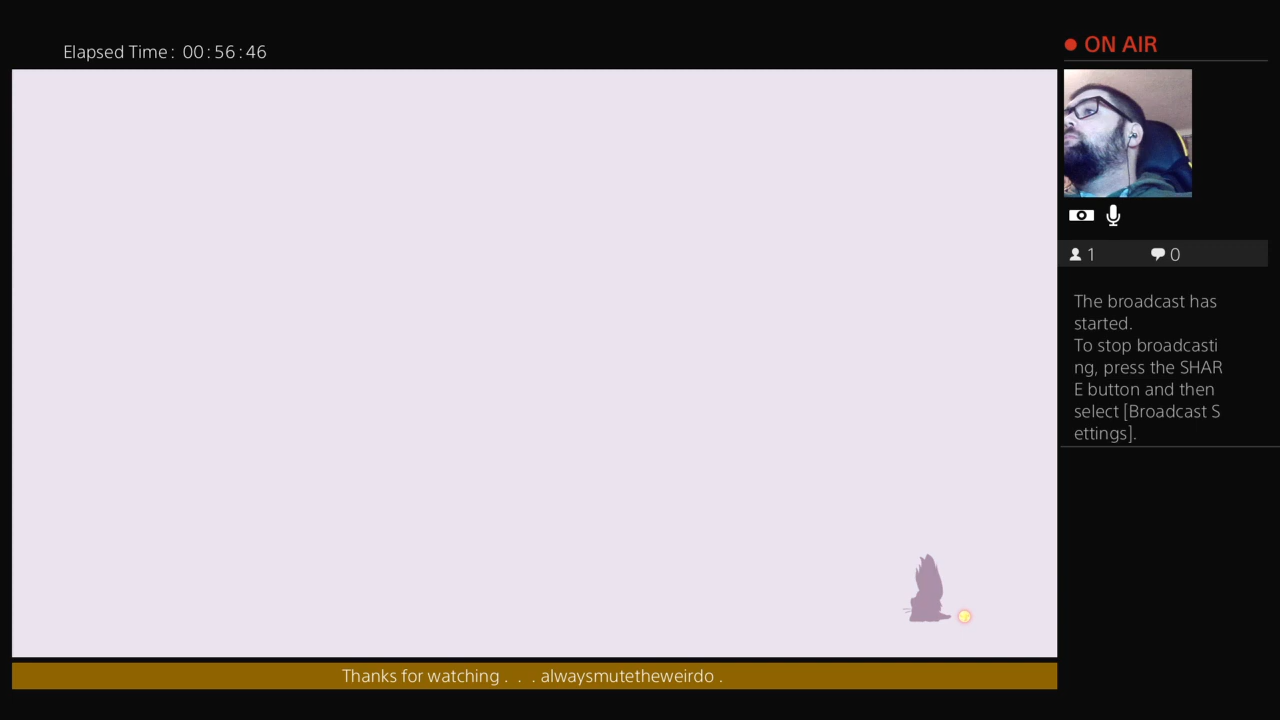 Elapsed Time: 00:56:46
ON AIR
1
0
The broadcast has
started.
To stop broadcasti
ng, press the SHAR
E button and then
select [Broadcast S
ettings].
Thanks for watching . . . alwaysmutetheweirdo .